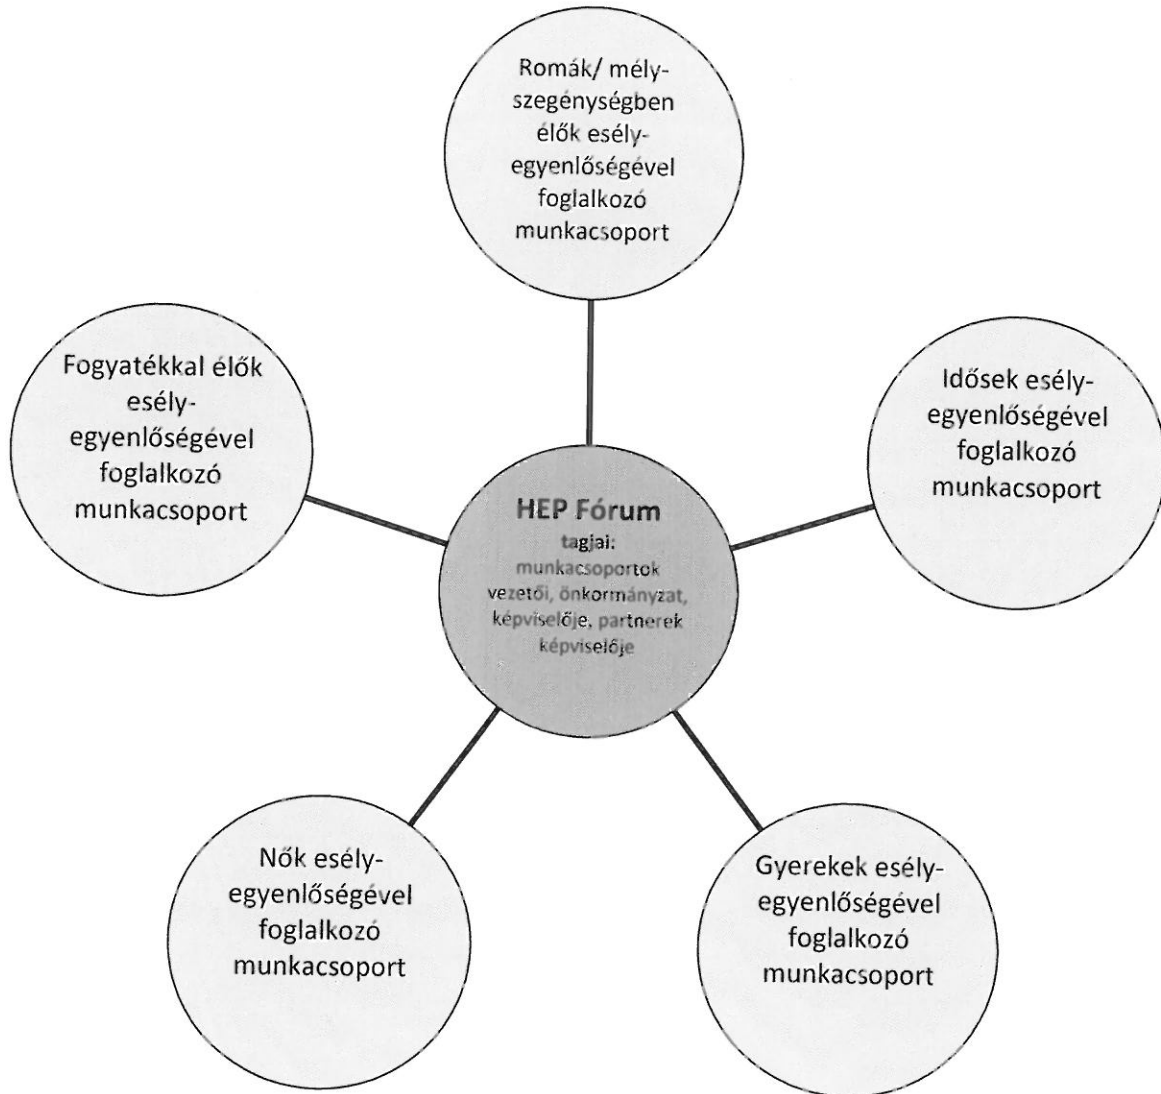 Romák/ mély-
szegénységben
élők esély-
egyenlőségével
foglalkozó
munkacsoport
Fogyatékkal élők
esély-
egyenlőségével
foglalkozó
munkacsoport
Idősek esély-
egyenlőségével
foglalkozó
munkacsoport
HEP Fórum
tagjai:
munkacsoportok
vezetői, önkormányzat,
képviselője, partnerek
képviselője
Nők esély-
egyenlőségével
foglalkozó
munkacsoport
Gyerekek esély-
egyenlőségével
foglalkozó
munkacsoport